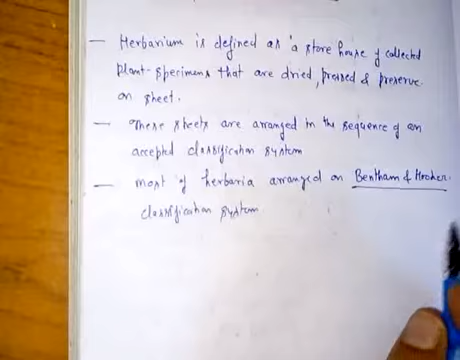 — Herbarium is defined as 'a store house of collected
plant specimens that are dried, pressed & preserve
on sheet.
— These sheets are arranged in the sequence of an
accepted classification system
— most of herbaria arranged on Bentham & Hooker.
classification system.